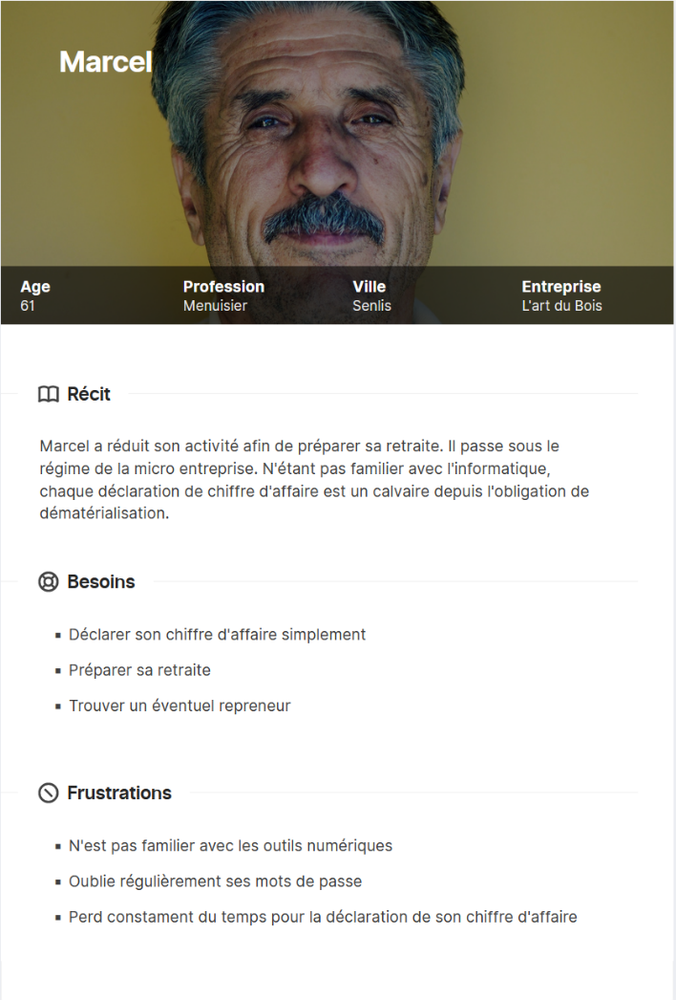 Marcel
Age
61
Profession
Menuisier
Ville
Senlis
Entreprise
L'art du Bois
Récit
Marcel a réduit son activité afin de préparer sa retraite. Il passe sous le
régime de la micro entreprise. N'étant pas familier avec l'informatique,
chaque déclaration de chiffre d'affaire est un calvaire depuis l'obligation de
dématérialisation.
Besoins
▪ Déclarer son chiffre d'affaire simplement
▪ Préparer sa retraite
▪ Trouver un éventuel repreneur
Frustrations
▪ N'est pas familier avec les outils numériques
▪ Oublie régulièrement ses mots de passe
▪ Perd constament du temps pour la déclaration de son chiffre d'affaire